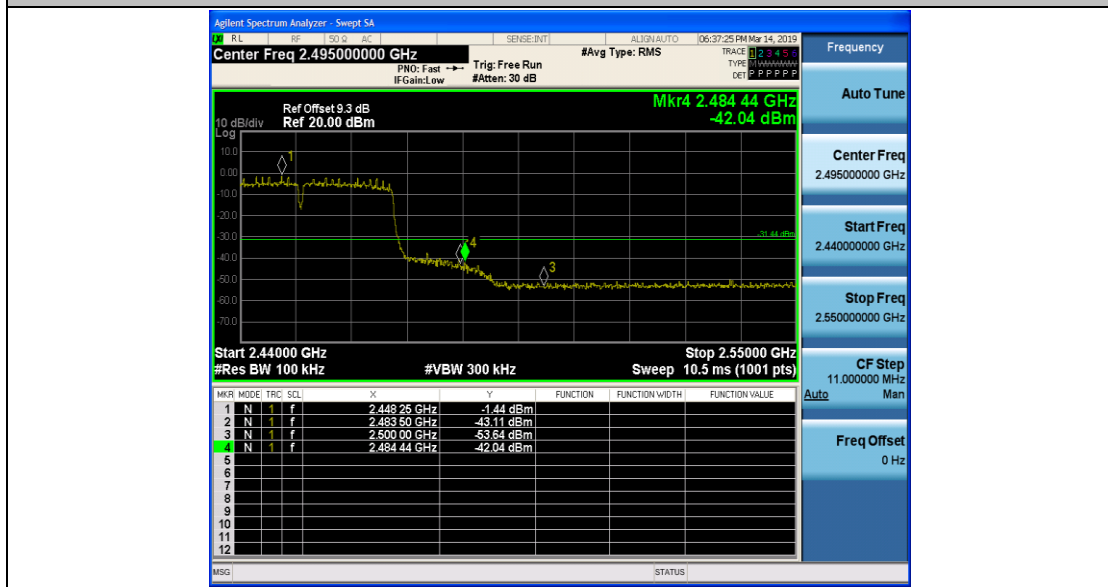 Agilent Spectrum Analyzer - Swept SA
RL RF 50 Ω AC SENSE:INT ALIGN AUTO 06:37:25 PM Mar 14, 2019
Center Freq 2.495000000 GHz #Avg Type: RMS TRACE 1 2 3 4 5 6
PNO: Fast Trig: Free Run TYPE M WWWWW
IFGain:Low #Atten: 30 dB DET P P P P P P
Ref Offset 9.3 dB Mkr4 2.484 44 GHz
10 dB/div Ref 20.00 dBm -42.04 dBm
Log
10.0
1
0.00
-10.0
-20.0
-30.0
-31.44 dBm
4
-40.0
3
-50.0
-60.0
-70.0
Start 2.44000 GHz Stop 2.55000 GHz
#Res BW 100 kHz #VBW 300 kHz Sweep 10.5 ms (1001 pts)
MKR MODE TRC SCL X Y FUNCTION FUNCTION WIDTH FUNCTION VALUE
1 N 1 f 2.448 25 GHz -1.44 dBm
2 N 1 f 2.483 50 GHz -43.11 dBm
3 N 1 f 2.500 00 GHz -53.64 dBm
4 N 1 f 2.484 44 GHz -42.04 dBm
5
6
7
8
9
10
11
12
MSG STATUS
Frequency
Auto Tune
Center Freq
2.495000000 GHz
Start Freq
2.440000000 GHz
Stop Freq
2.550000000 GHz
CF Step
11.000000 MHz
Auto Man
Freq Offset
0 Hz